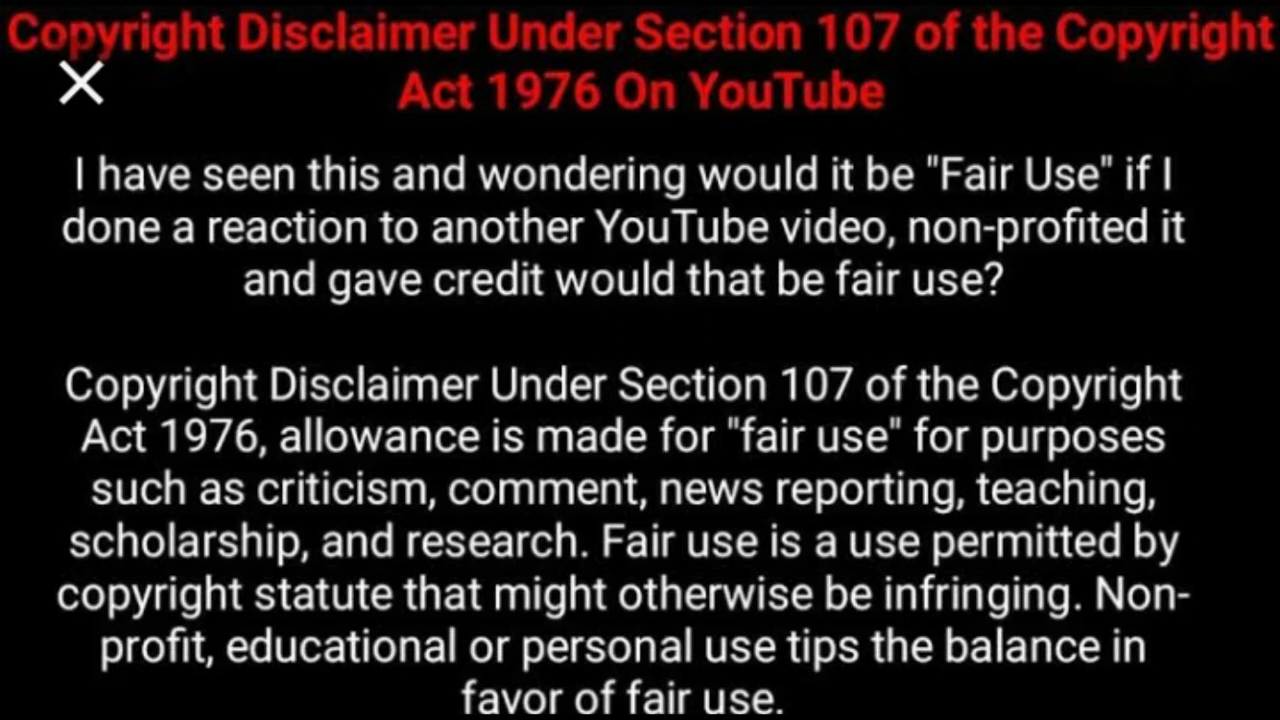 Copyright Disclaimer Under Section 107 of the Copyright
Act 1976 On YouTube
I have seen this and wondering would it be "Fair Use" if I
done a reaction to another YouTube video, non-profited it
and gave credit would that be fair use?
Copyright Disclaimer Under Section 107 of the Copyright
Act 1976, allowance is made for "fair use" for purposes
such as criticism, comment, news reporting, teaching,
scholarship, and research. Fair use is a use permitted by
copyright statute that might otherwise be infringing. Non-
profit, educational or personal use tips the balance in
favor of fair use.